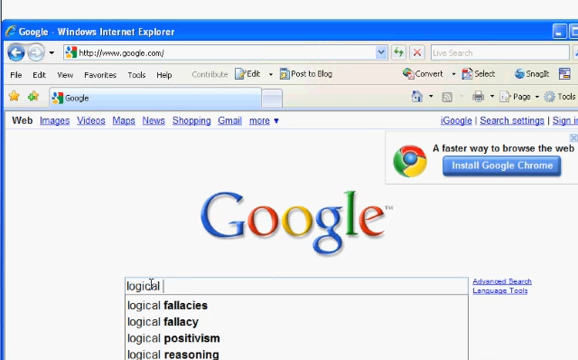 Google - Windows Internet Explorer
http://www.google.com/
Live Search
File Edit View Favorites Tools Help Contribute Edit Post to Blog Convert Select SnagIt
Google
Page Tools
Web Images Videos Maps News Shopping Gmail more
iGoogle | Search settings | Sign in
A faster way to browse the web
Install Google Chrome
Google™
logical
Advanced Search
Language Tools
logical fallacies
logical fallacy
logical positivism
logical reasoning